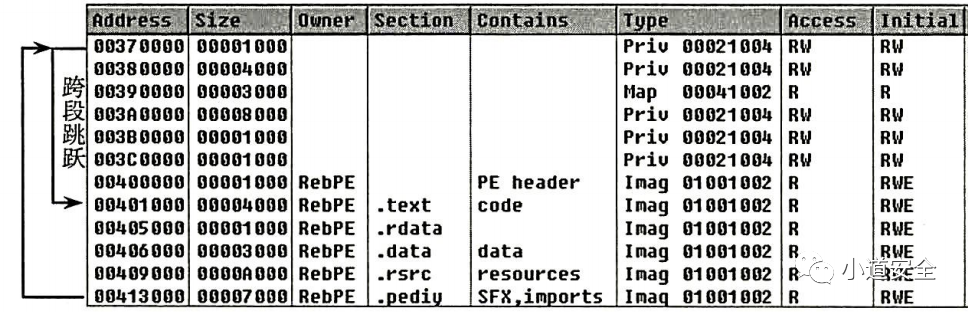 Address Size Owner Section Contains Type Access Initial
00370000 00001000 Priv 00021004 RW RW
00380000 00004000 Priv 00021004 RW RW
00390000 00003000 Map 00041002 R R
003A0000 00008000 Priv 00021004 RW RW
003B0000 00001000 Priv 00021004 RW RW
003C0000 00001000 Priv 00021004 RW RW
00400000 00001000 RebPE PE header Imag 01001002 R RWE
00401000 00004000 RebPE .text code Imag 01001002 R RWE
00405000 00001000 RebPE .rdata Imag 01001002 R RWE
00406000 00003000 RebPE .data data Imag 01001002 R RWE
00409000 0000A000 RebPE .rsrc resources Imag 01001002 R RWE
00413000 00007000 RebPE .pediy SFX,imports Imag 01001002 R RWE
跨段跳跃
小道安全